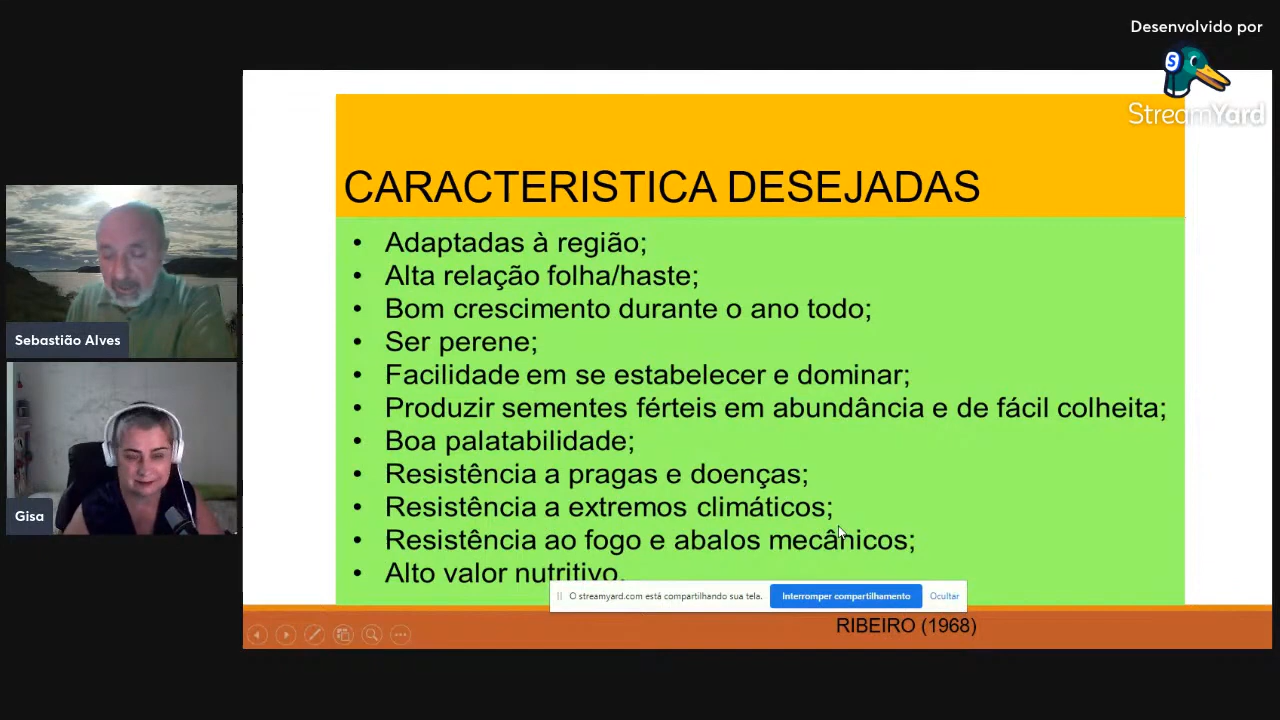 Desenvolvido por
StreamYard
CARACTERISTICA DESEJADAS
• Adaptadas à região;
• Alta relação folha/haste;
• Bom crescimento durante o ano todo;
• Ser perene;
• Facilidade em se estabelecer e dominar;
• Produzir sementes férteis em abundância e de fácil colheita;
• Boa palatabilidade;
• Resistência a pragas e doenças;
• Resistência a extremos climáticos;
• Resistência ao fogo e abalos mecânicos;
• Alto valor nutritivo.
O streamyard.com está compartilhando sua tela.
Interromper compartilhamento
Ocultar
RIBEIRO (1968)
Sebastião Alves
Gisa